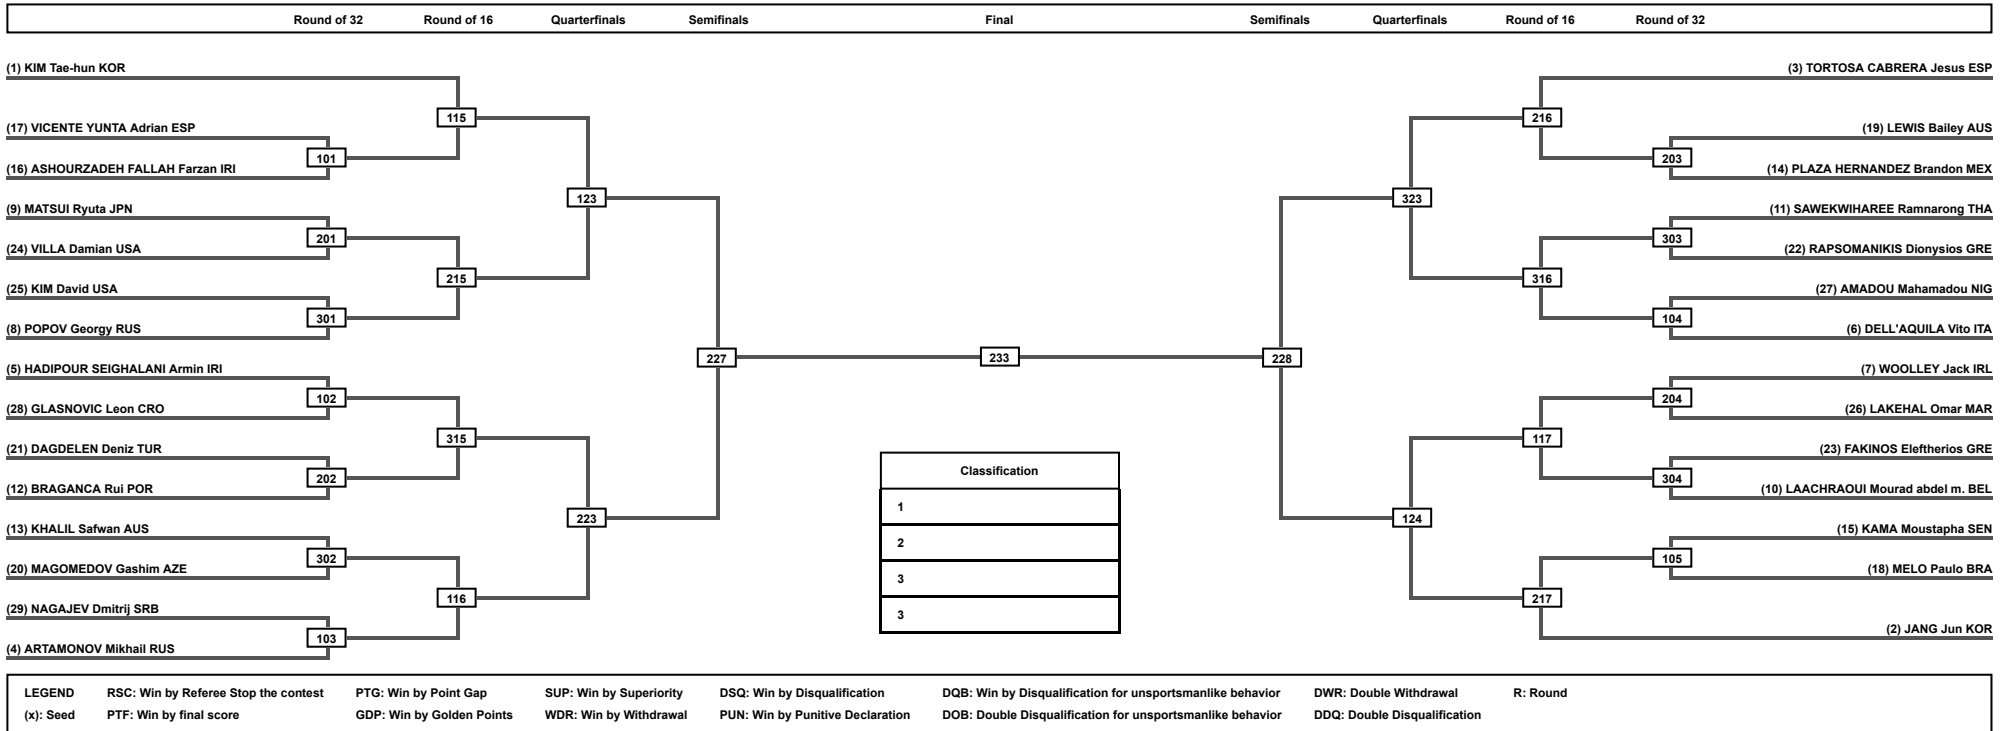 Round of 32 Round of 16 Quarterfinals Semifinals Final Semifinals Quarterfinals Round of 16 Round of 32
(1) KIM Tae-hun KOR
(17) VICENTE YUNTA Adrian ESP
(16) ASHOURZADEH FALLAH Farzan IRI
(9) MATSUI Ryuta JPN
(24) VILLA Damian USA
(25) KIM David USA
(8) POPOV Georgy RUS
(5) HADIPOUR SEIGHALANI Armin IRI
(28) GLASNOVIC Leon CRO
(21) DAGDELEN Deniz TUR
(12) BRAGANCA Rui POR
(13) KHALIL Safwan AUS
(20) MAGOMEDOV Gashim AZE
(29) NAGAJEV Dmitrij SRB
(4) ARTAMONOV Mikhail RUS
101
201
301
102
202
302
103
115
215
315
116
123
223
227
233
228
323
124
216
316
117
217
203
303
104
204
304
105
(3) TORTOSA CABRERA Jesus ESP
(19) LEWIS Bailey AUS
(14) PLAZA HERNANDEZ Brandon MEX
(11) SAWEKWIHAREE Ramnarong THA
(22) RAPSOMANIKIS Dionysios GRE
(27) AMADOU Mahamadou NIG
(6) DELL'AQUILA Vito ITA
(7) WOOLLEY Jack IRL
(26) LAKEHAL Omar MAR
(23) FAKINOS Eleftherios GRE
(10) LAACHRAOUI Mourad abdel m. BEL
(15) KAMA Moustapha SEN
(18) MELO Paulo BRA
(2) JANG Jun KOR
Classification
1
2
3
3
LEGEND RSC: Win by Referee Stop the contest PTG: Win by Point Gap SUP: Win by Superiority DSQ: Win by Disqualification DQB: Win by Disqualification for unsportsmanlike behavior DWR: Double Withdrawal R: Round
(x): Seed PTF: Win by final score GDP: Win by Golden Points WDR: Win by Withdrawal PUN: Win by Punitive Declaration DOB: Double Disqualification for unsportsmanlike behavior DDQ: Double Disqualification